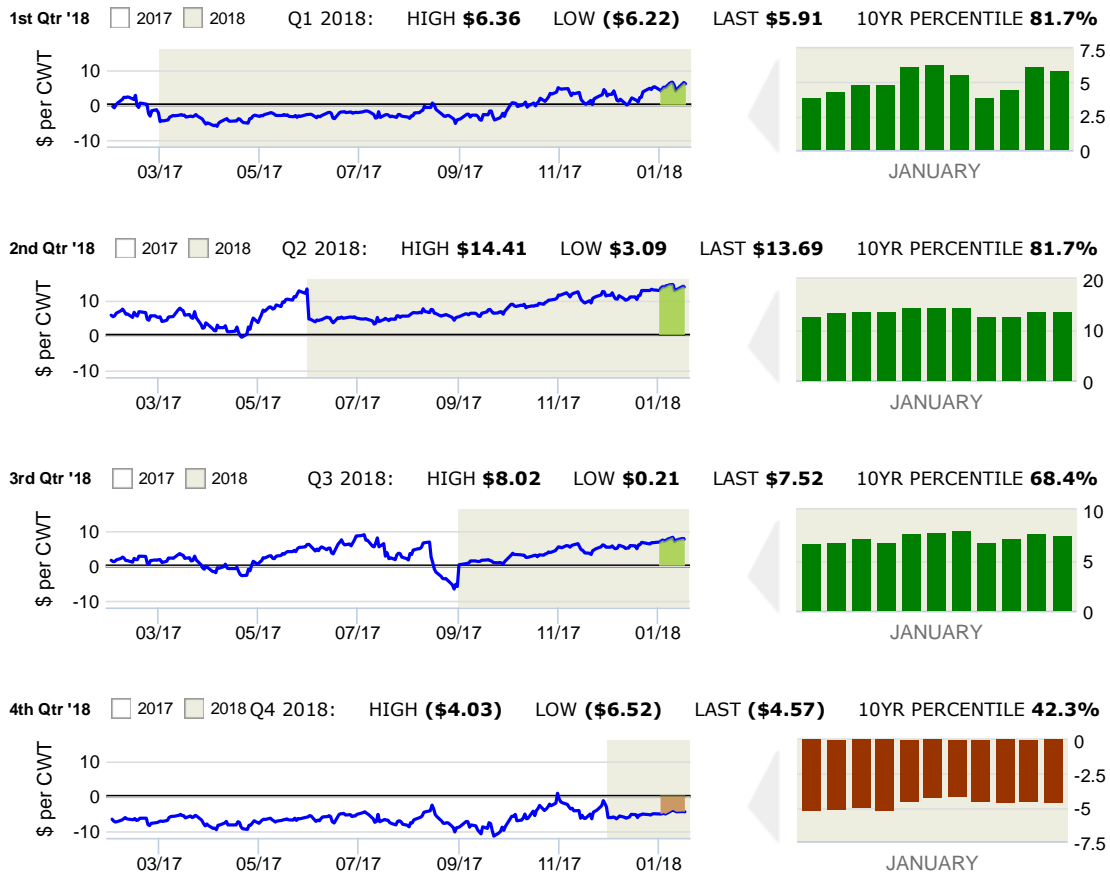 1st Qtr '18 2017 2018 Q1 2018: HIGH $6.36 LOW ($6.22) LAST $5.91 10YR PERCENTILE 81.7%
$ per CWT
10
0
-10
03/17 05/17 07/17 09/17 11/17 01/18
7.5
5
2.5
0
JANUARY
2nd Qtr '18 2017 2018 Q2 2018: HIGH $14.41 LOW $3.09 LAST $13.69 10YR PERCENTILE 81.7%
$ per CWT
10
0
-10
03/17 05/17 07/17 09/17 11/17 01/18
20
10
0
JANUARY
3rd Qtr '18 2017 2018 Q3 2018: HIGH $8.02 LOW $0.21 LAST $7.52 10YR PERCENTILE 68.4%
$ per CWT
10
0
-10
03/17 05/17 07/17 09/17 11/17 01/18
10
5
0
JANUARY
4th Qtr '18 2017 2018 Q4 2018: HIGH ($4.03) LOW ($6.52) LAST ($4.57) 10YR PERCENTILE 42.3%
$ per CWT
10
0
-10
03/17 05/17 07/17 09/17 11/17 01/18
0
-2.5
-5
-7.5
JANUARY